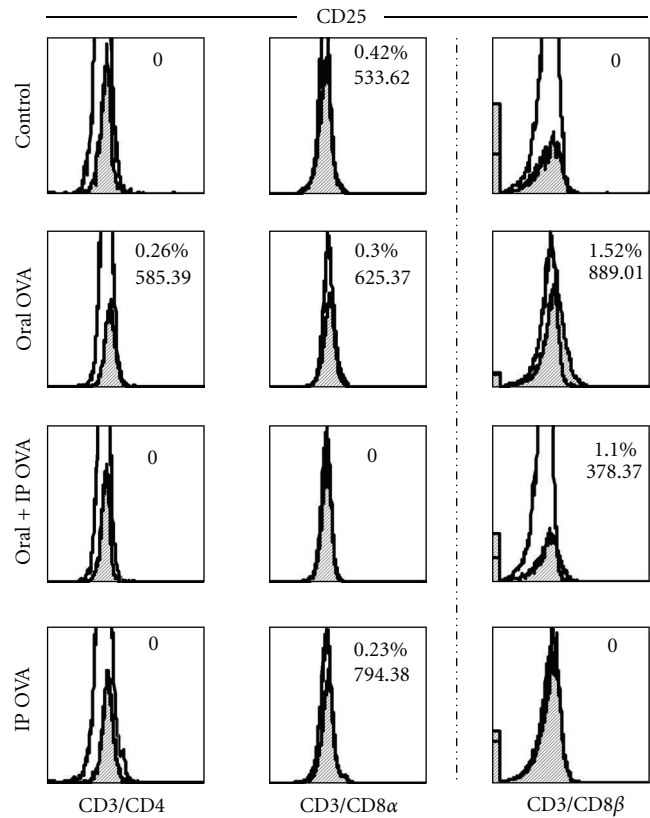 CD25
Control
0
0.42%
533.62
0
Oral OVA
0.26%
585.39
0.3%
625.37
1.52%
889.01
Oral + IP OVA
0
0
1.1%
378.37
IP OVA
0
0.23%
794.38
0
CD3/CD4
CD3/CD8α
CD3/CD8β